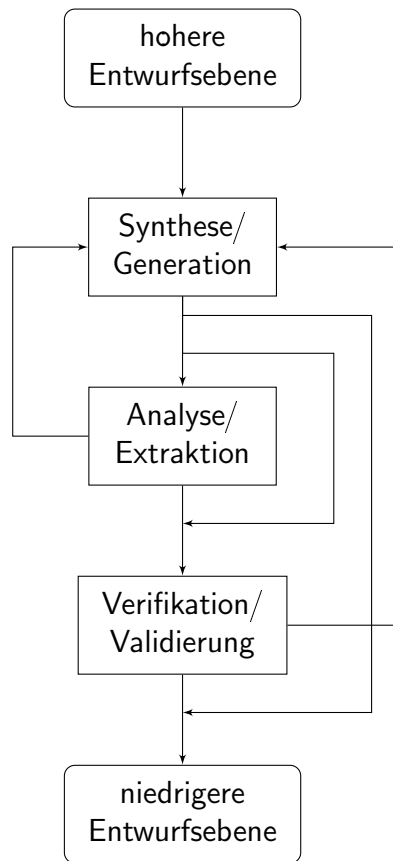 hohere
Entwurfsebene
Synthese/
Generation
Analyse/
Extraktion
Verifikation/
Validierung
niedrigere
Entwurfsebene